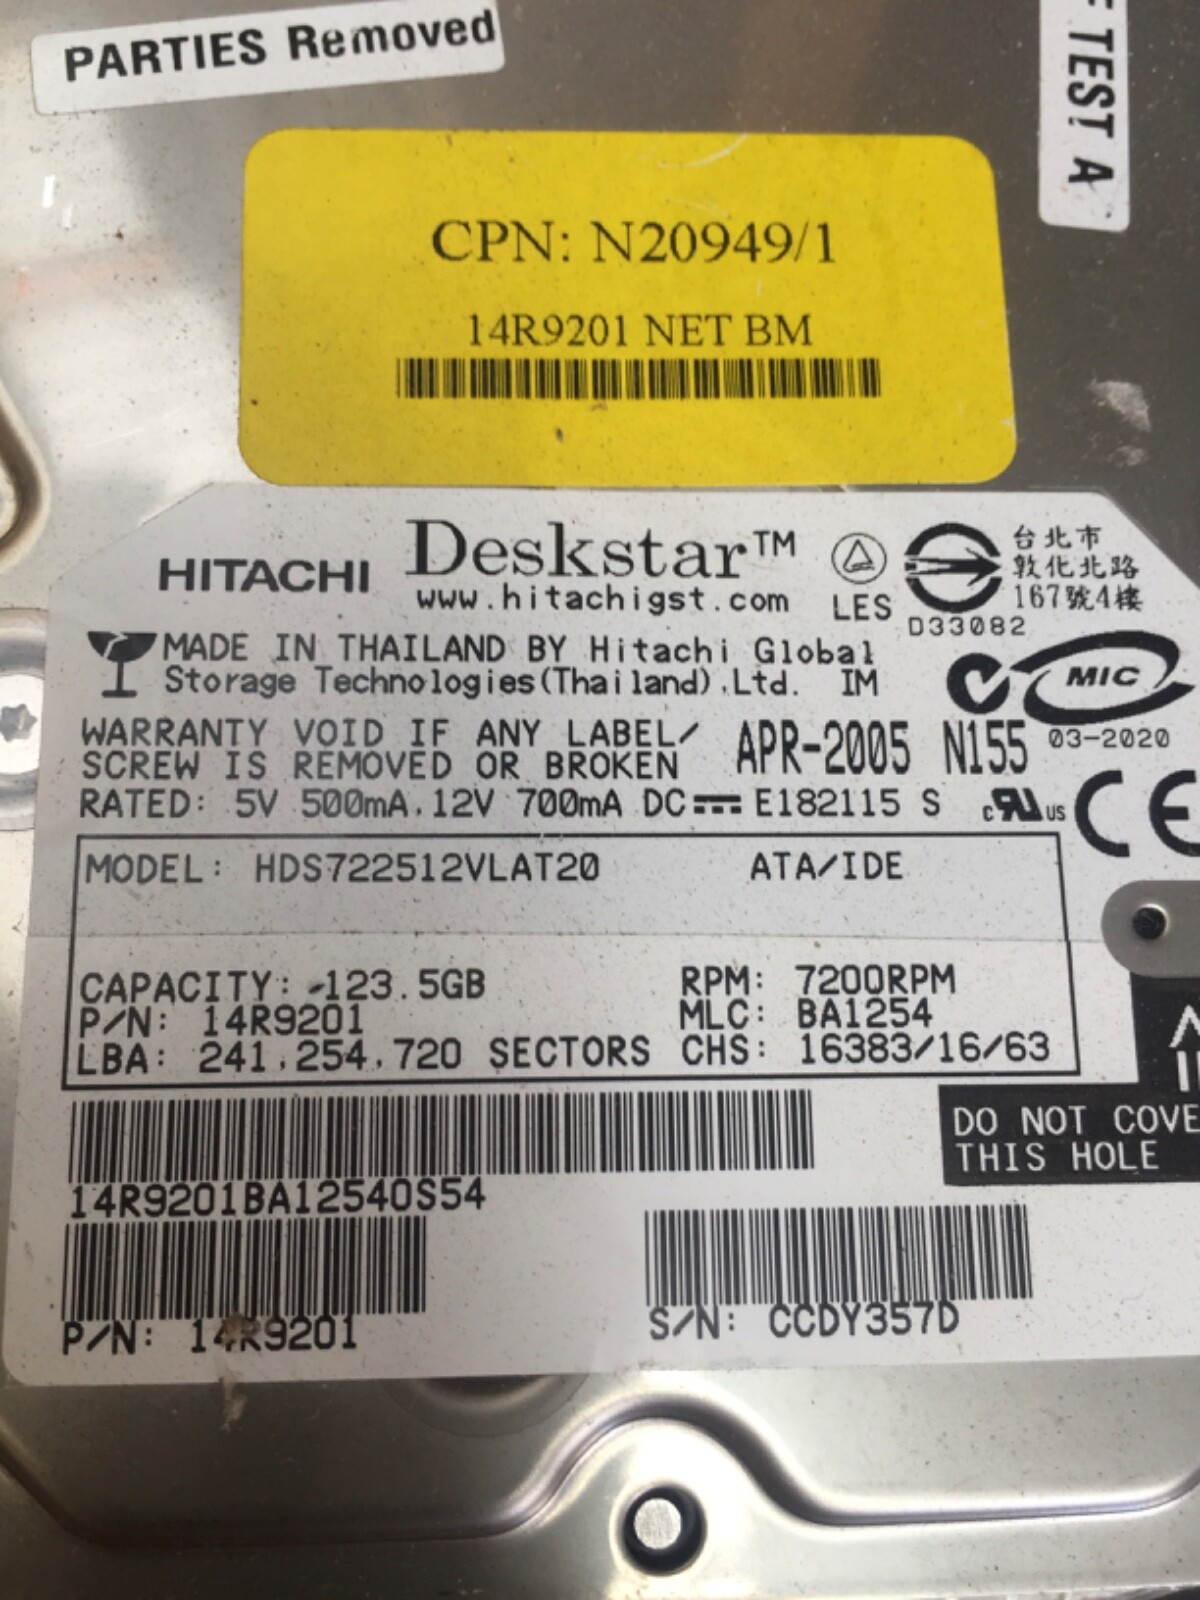 PARTIES Removed
TEST A
CPN: N20949/1
14R9201 NET BM
HITACHI Deskstar™
www.hitachigst.com
LES
D33082
台北市
敦化北路
167號4樓
MADE IN THAILAND BY Hitachi Global
Storage Technologies(Thailand).Ltd. IM
MIC
WARRANTY VOID IF ANY LABEL/
SCREW IS REMOVED OR BROKEN
APR-2005 N155
03-2020
RATED: 5V 500mA.12V 700mA DC E182115 S
c US
CE
MODEL: HDS722512VLAT20 ATA/IDE
CAPACITY: -123.5GB RPM: 7200RPM
P/N: 14R9201 MLC: BA1254
LBA: 241,254,720 SECTORS CHS: 16383/16/63
DO NOT COVE
THIS HOLE
14R9201BA12540S54
P/N: 14R9201
S/N: CCDY357D